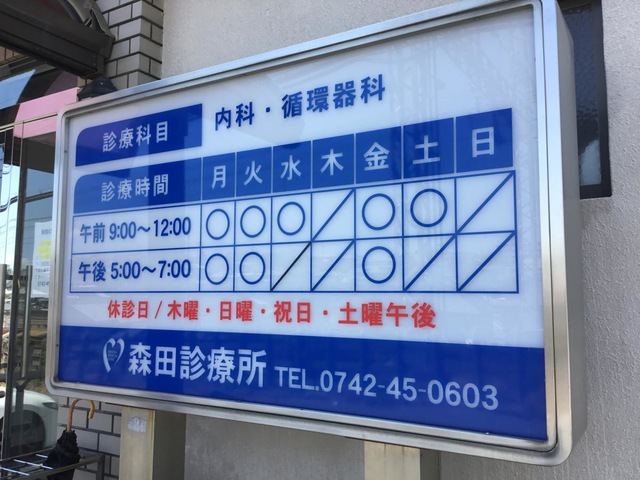 診療科目 内科・循環器科
診療時間 月 火 水 木 金 土 日
午前 9:00～12:00 ○ ○ ○ ／ ○ ○ ／
午後 5:00～7:00 ○ ○ ／ ／ ○ ／ ／
休診日/木曜・日曜・祝日・土曜午後
森田診療所 TEL.0742-45-0603